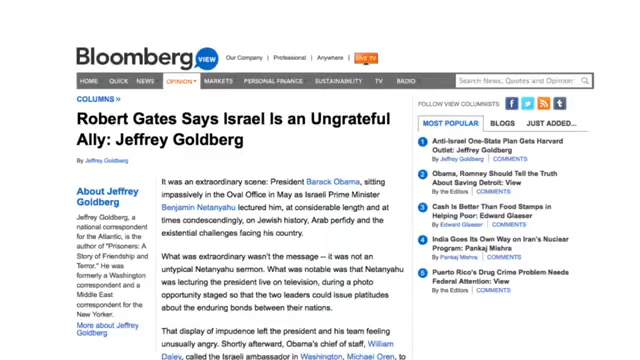 Bloomberg VIEW
Our Company | Professional | Anywhere | LIVE TV
HOME QUICK NEWS OPINION MARKETS PERSONAL FINANCE SUSTAINABILITY TV RADIO Search News, Quotes and Opinion
COLUMNS »
Robert Gates Says Israel Is an Ungrateful
Ally: Jeffrey Goldberg
By Jeffrey Goldberg
About Jeffrey
Goldberg
Jeffrey Goldberg, a
national correspondent
for the Atlantic, is the
author of "Prisoners: A
Story of Friendship and
Terror." He was
formerly a Washington
correspondent and a
Middle East
correspondent for the
New Yorker.
More about Jeffrey
Goldberg
It was an extraordinary scene: President Barack Obama, sitting
impassively in the Oval Office in May as Israeli Prime Minister
Benjamin Netanyahu lectured him, at considerable length and at
times condescendingly, on Jewish history, Arab perfidy and the
existential challenges facing his country.
What was extraordinary wasn't the message -- it was not an
untypical Netanyahu sermon. What was notable was that Netanyahu
was lecturing the president live on television, during a photo
opportunity staged so that the two leaders could issue platitudes
about the enduring bonds between their nations.
That display of impudence left the president and his team feeling
unusually angry. Shortly afterward, Obama's chief of staff, William
Daley, called the Israeli ambassador in Washington, Michael Oren, to
FOLLOW VIEW COLUMNISTS
MOST POPULAR BLOGS JUST ADDED...
1 Anti-Israel One-State Plan Gets Harvard
Outlet: Jeffrey Goldberg
By Jeffrey Goldberg | COMMENTS
2 Obama, Romney Should Tell the Truth
About Saving Detroit: View
By the Editors | COMMENTS
3 Cash Is Better Than Food Stamps in
Helping Poor: Edward Glaeser
By Edward Glaeser | COMMENTS
4 India Goes Its Own Way on Iran's Nuclear
Program: Pankaj Mishra
By Pankaj Mishra | COMMENTS
5 Puerto Rico's Drug Crime Problem Needs
Federal Attention: View
By the Editors | COMMENTS